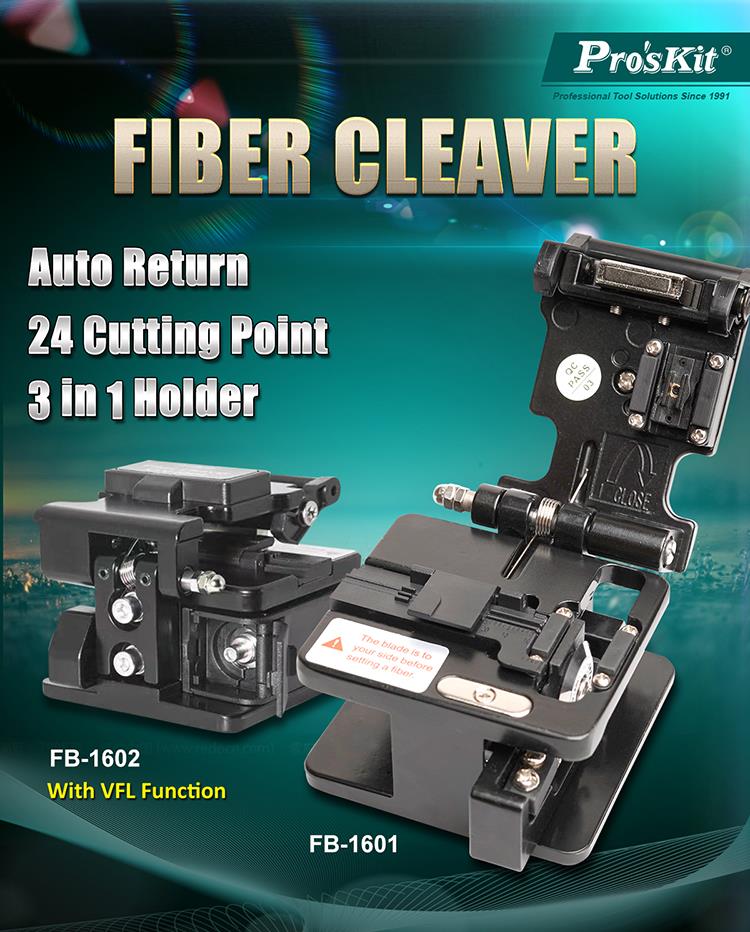 Pro'sKit®
Professional Tool Solutions Since 1991
FIBER CLEAVER
Auto Return
24 Cutting Point
3 in 1 Holder
QC
PASS
03
CLOSE
The blade is to
your side before
setting a fiber.
FB-1602
With VFL Function
FB-1601